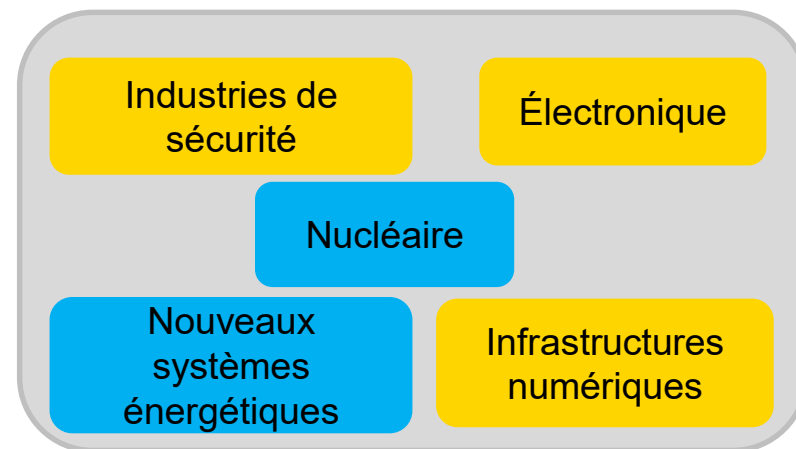 Industries de
sécurité
Électronique
Nucléaire
Nouveaux
systèmes
énergétiques
Infrastructures
numériques